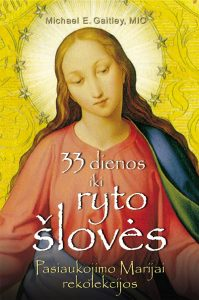 Michael E. Gaitley, MIC
33 dienos
iki
ryto
šlovės
Pasiaukojimo Marijai
rekolekcijos